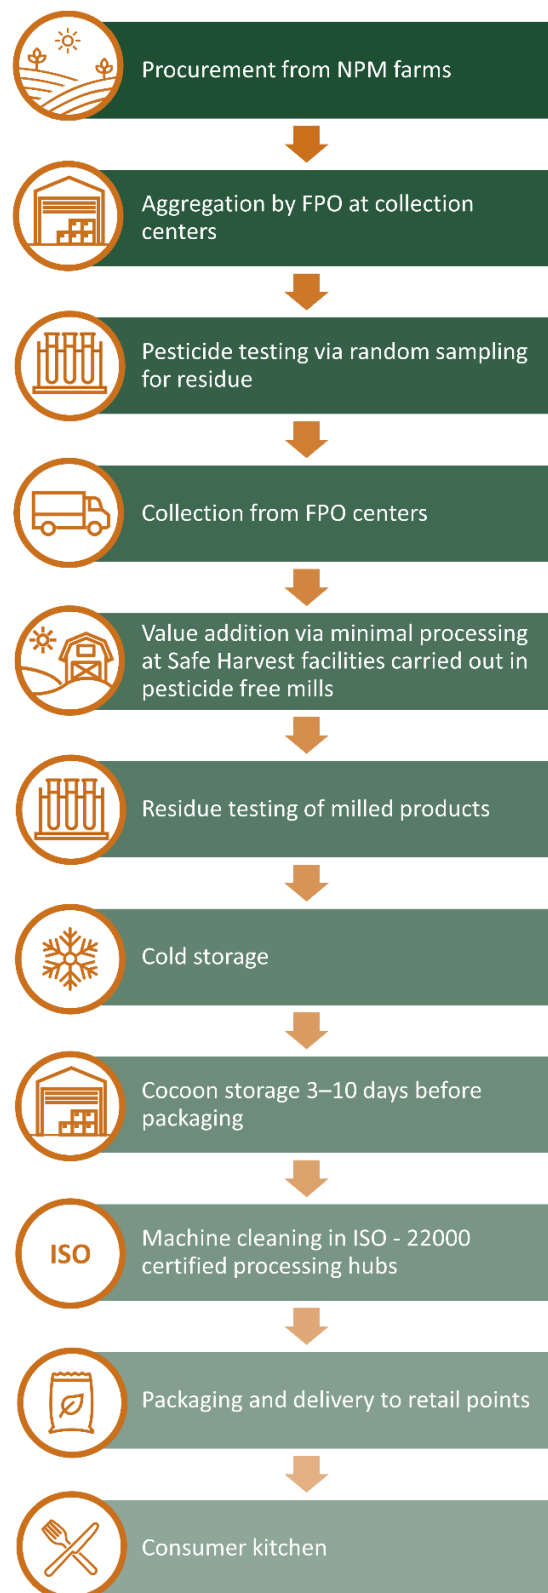 Procurement from NPM farms
Aggregation by FPO at collection
centers
Pesticide testing via random sampling
for residue
Collection from FPO centers
Value addition via minimal processing
at Safe Harvest facilities carried out in
pesticide free mills
Residue testing of milled products
Cold storage
Cocoon storage 3–10 days before
packaging
ISO
Machine cleaning in ISO - 22000
certified processing hubs
Packaging and delivery to retail points
Consumer kitchen